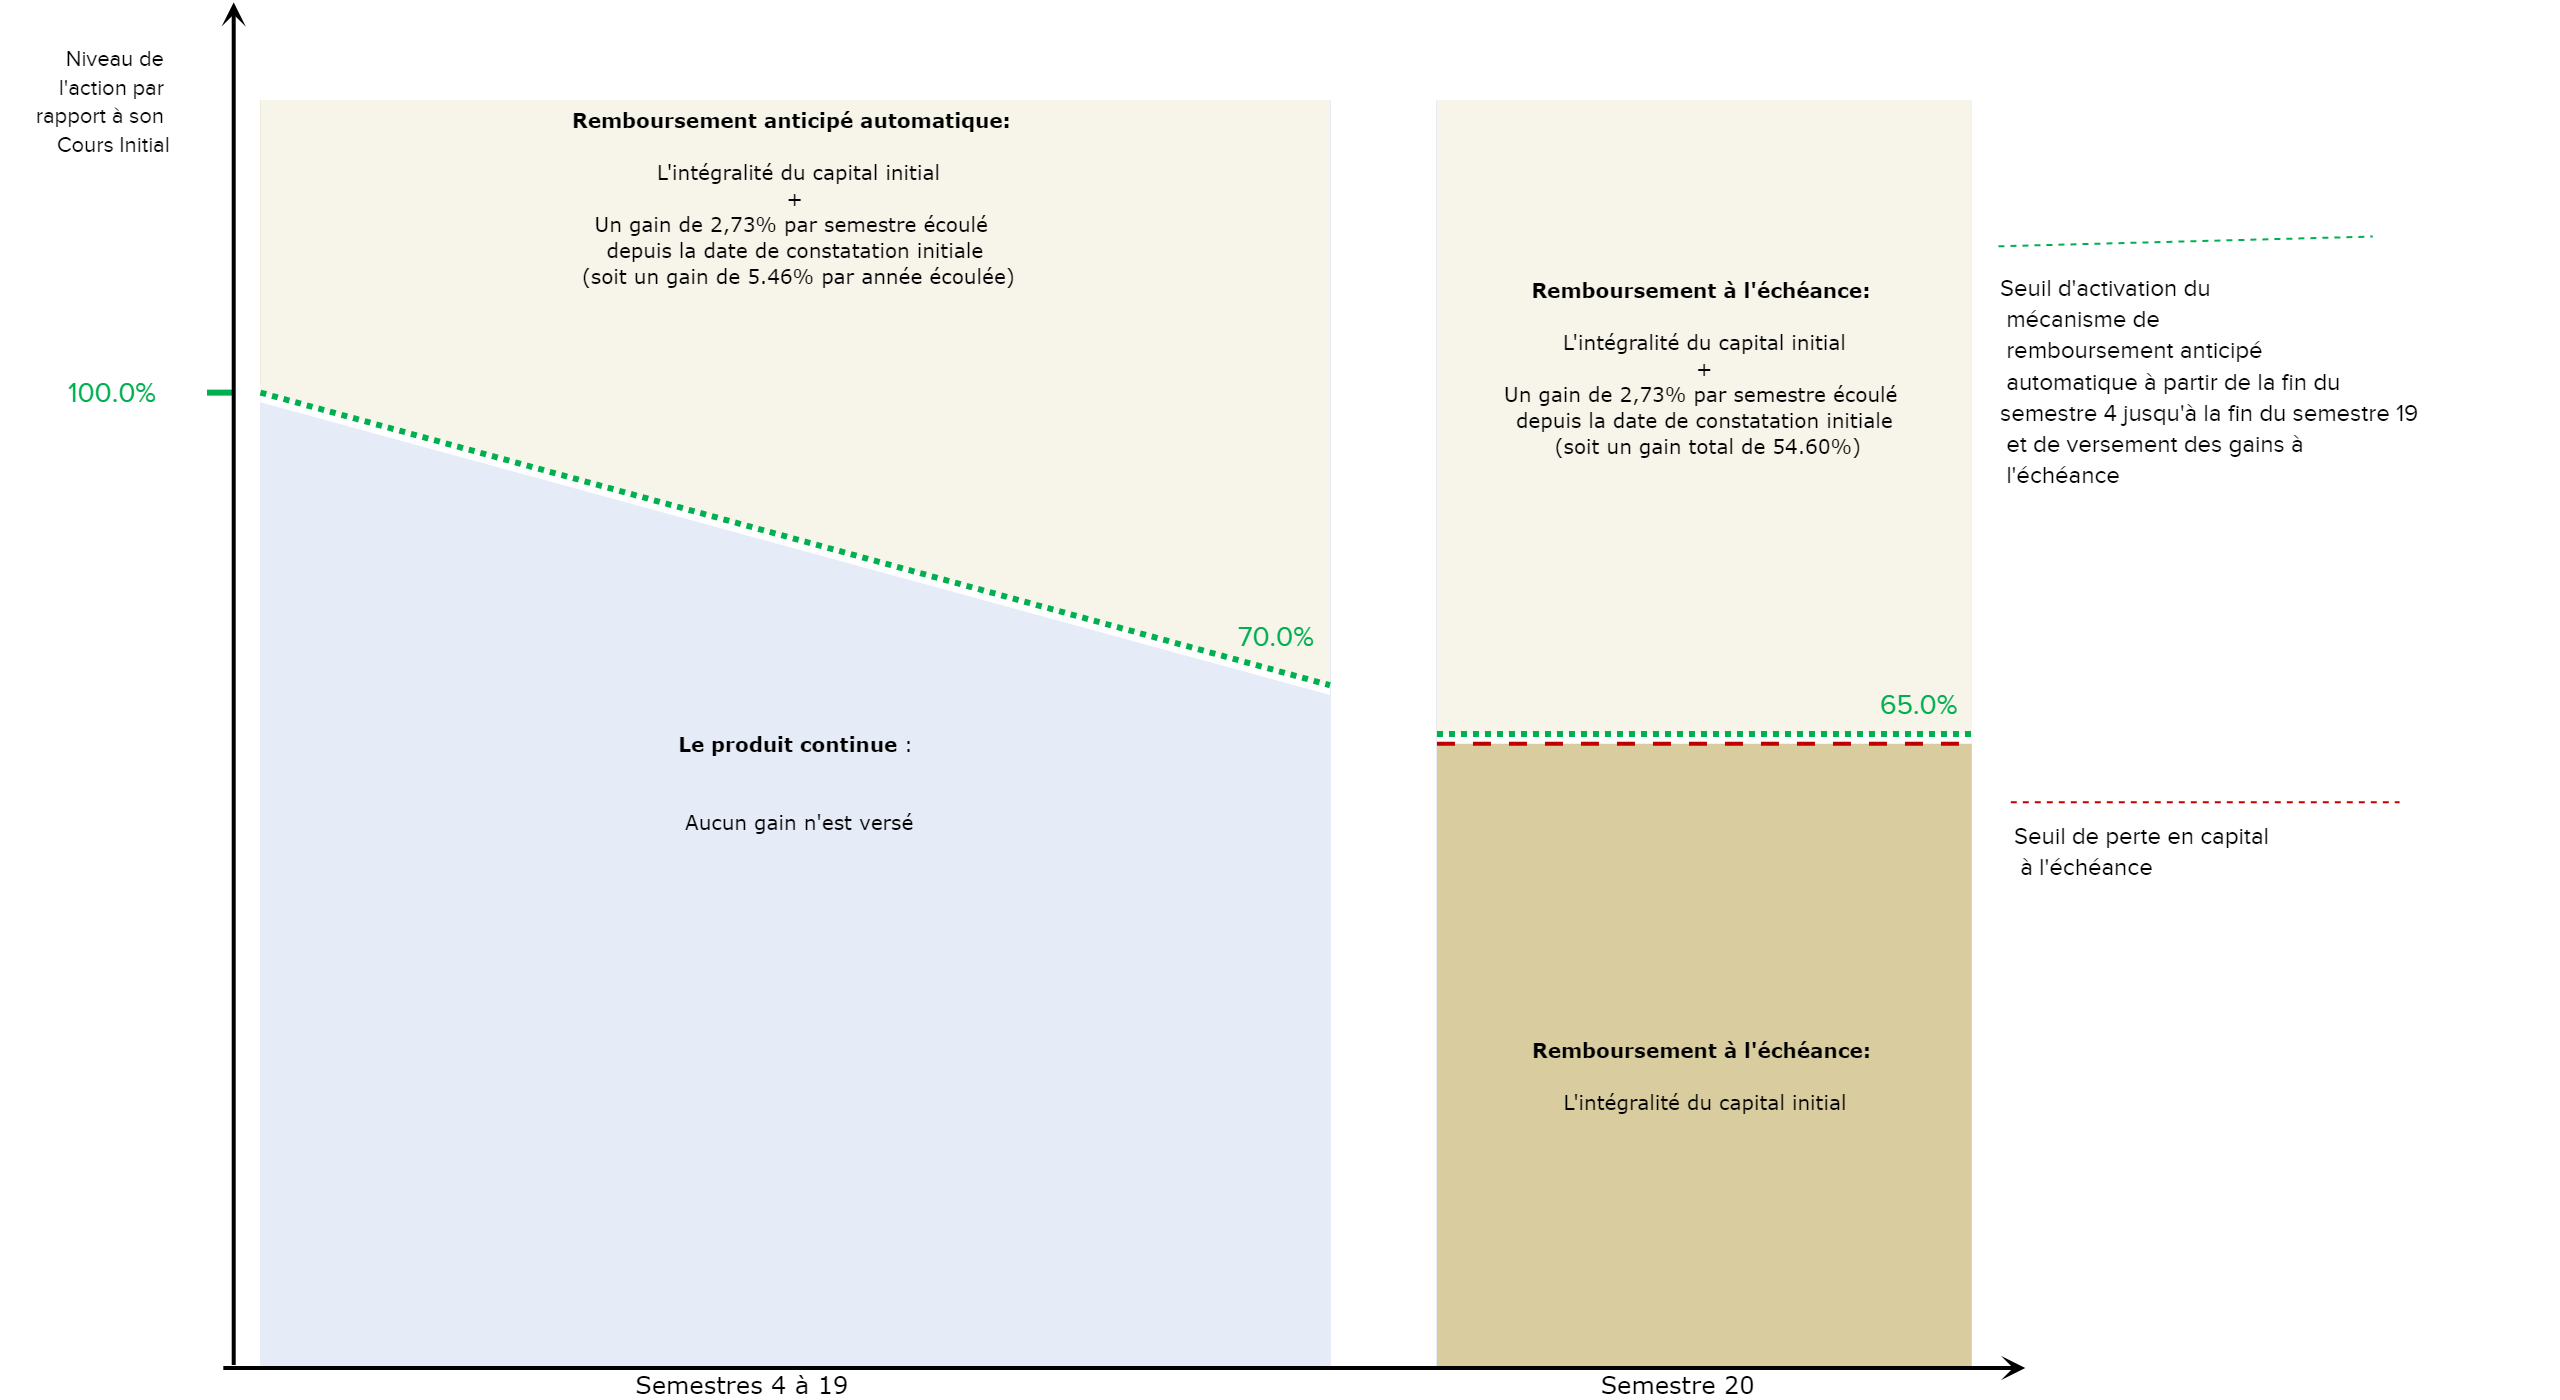 Niveau de
l'action par
rapport à son
Cours Initial
100.0%
Remboursement anticipé automatique:
L'intégralité du capital initial
+
Un gain de 2,73% par semestre écoulé
depuis la date de constatation initiale
(soit un gain de 5.46% par année écoulée)
70.0%
Le produit continue :
Aucun gain n'est versé
Semestres 4 à 19
Remboursement à l'échéance:
L'intégralité du capital initial
+
Un gain de 2,73% par semestre écoulé
depuis la date de constatation initiale
(soit un gain total de 54.60%)
65.0%
Remboursement à l'échéance:
L'intégralité du capital initial
Semestre 20
Seuil d'activation du
mécanisme de
remboursement anticipé
automatique à partir de la fin du
semestre 4 jusqu'à la fin du semestre 19
et de versement des gains à
l'échéance
Seuil de perte en capital
à l'échéance